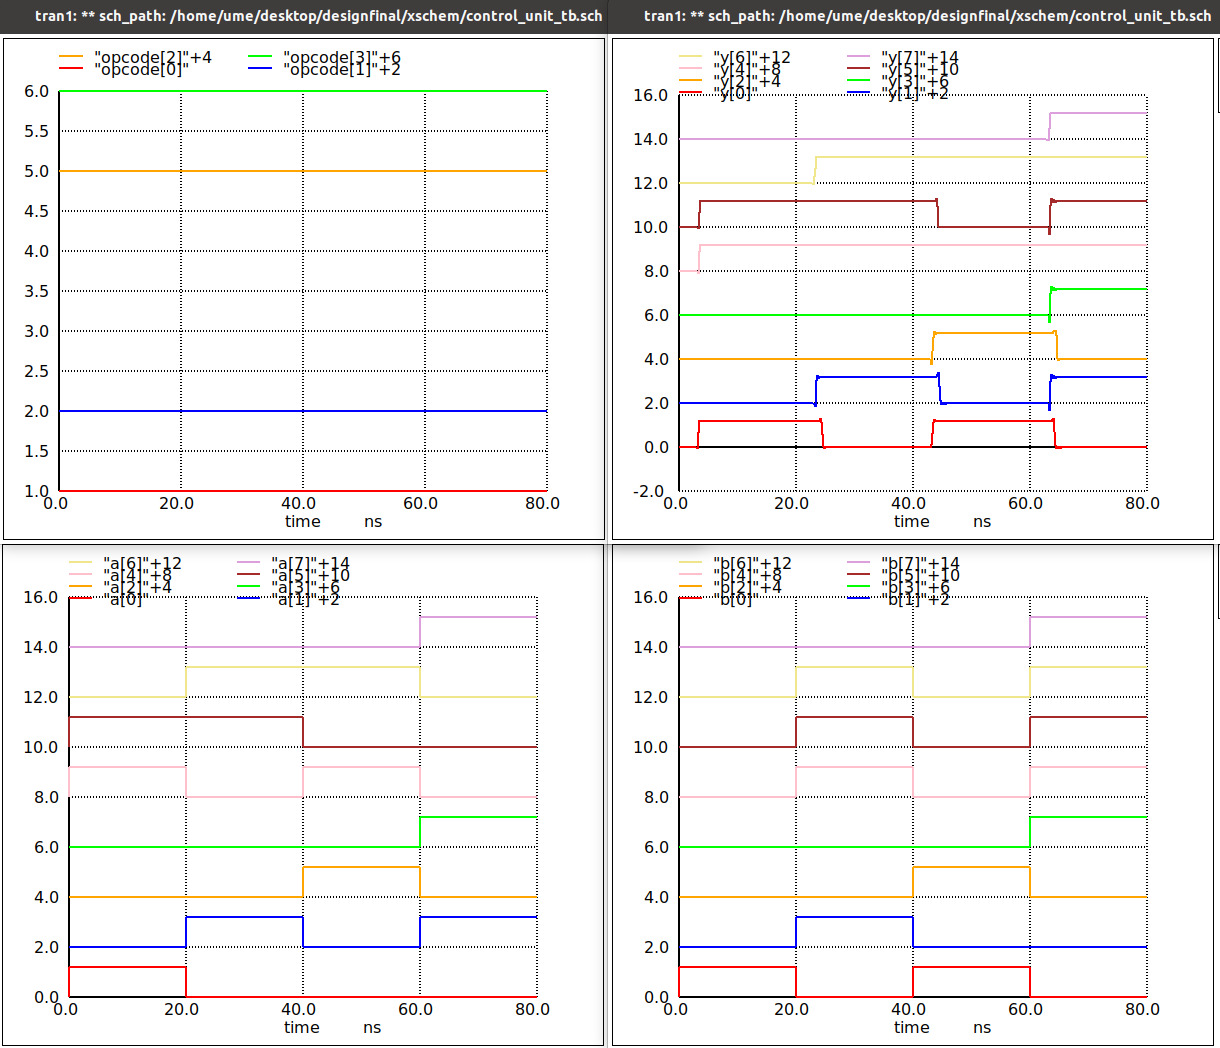 tran1: ** sch_path: /home/ume/desktop/designfinal/xschem/control_unit_tb.sch
"opcode[2]"+4 "opcode[3]"+6
"opcode[0]" "opcode[1]"+2
6.0
5.5
5.0
4.5
4.0
3.5
3.0
2.5
2.0
1.5
1.0
0.0 20.0 40.0 60.0 80.0
time ns
tran1: ** sch_path: /home/ume/desktop/designfinal/xschem/control_unit_tb.sch
"y[6]"+12 "y[7]"+14
"y[4]"+8 "y[5]"+10
"y[2]"+4 "y[3]"+6
"y[0]" "y[1]"+2
16.0
14.0
12.0
10.0
8.0
6.0
4.0
2.0
0.0
-2.0
0.0 20.0 40.0 60.0 80.0
time ns
"a[6]"+12 "a[7]"+14
"a[4]"+8 "a[5]"+10
"a[2]"+4 "a[3]"+6
"a[0]" "a[1]"+2
16.0
14.0
12.0
10.0
8.0
6.0
4.0
2.0
0.0
0.0 20.0 40.0 60.0 80.0
time ns
"b[6]"+12 "b[7]"+14
"b[4]"+8 "b[5]"+10
"b[2]"+4 "b[3]"+6
"b[0]" "b[1]"+2
16.0
14.0
12.0
10.0
8.0
6.0
4.0
2.0
0.0
0.0 20.0 40.0 60.0 80.0
time ns